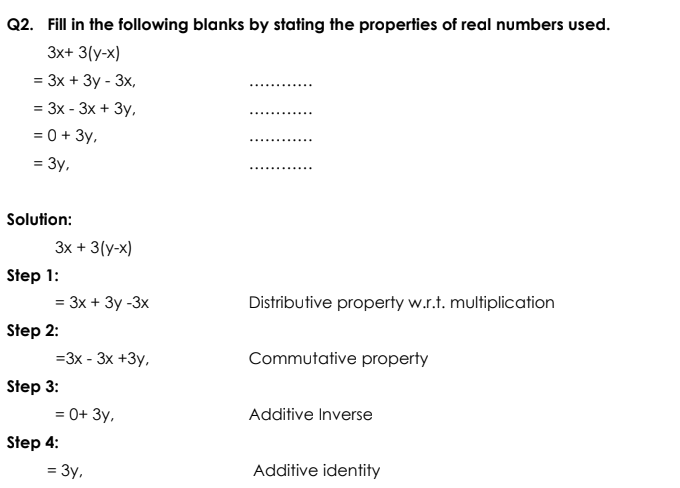 Q2. Fill in the following blanks by stating the properties of real numbers used.
3x+ 3(y-x)
= 3x + 3y - 3x, ............
= 3x - 3x + 3y, ............
= 0 + 3y, ............
= 3y, ............
Solution:
3x + 3(y-x)
Step 1:
= 3x + 3y -3x Distributive property w.r.t. multiplication
Step 2:
=3x - 3x +3y, Commutative property
Step 3:
= 0+ 3y, Additive Inverse
Step 4:
= 3y, Additive identity